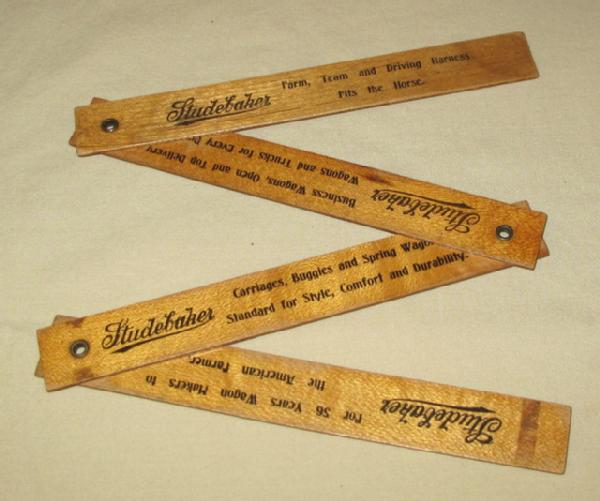 Studebaker
Farm, Team and Driving Harness
Fits the Horse.
Studebaker
Business Wagons, Open and Top Delivery
Wagons and Trucks for Every
Studebaker
Carriages, Buggies and Spring
Standard for Style, Comfort and Durability.
Studebaker
For 56 Years Wagon Makers to
the American Farmer